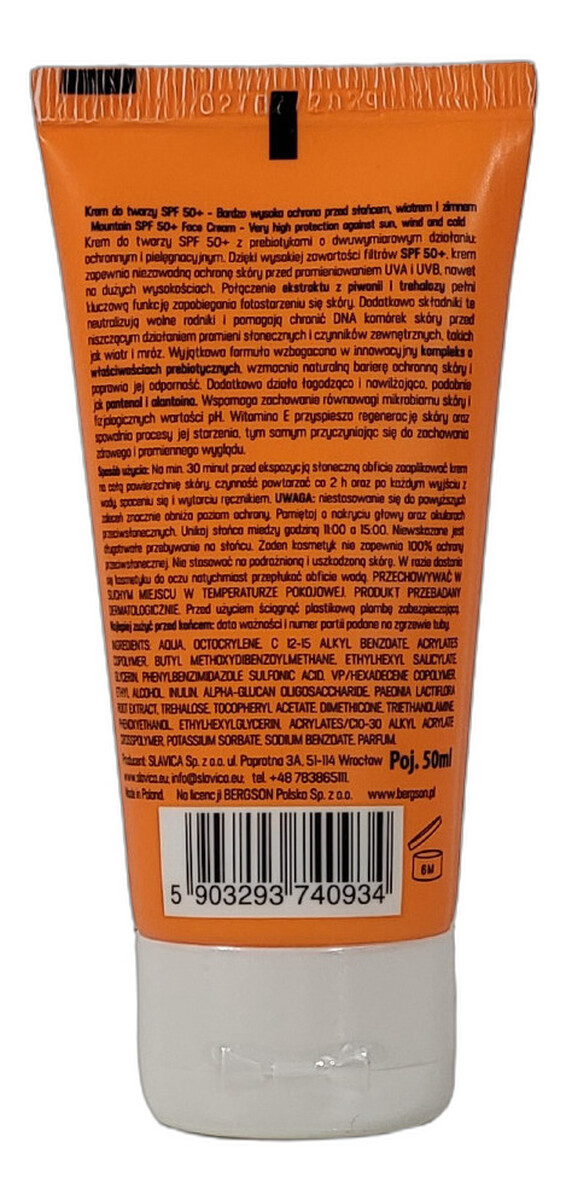 Krem do twarzy SPF 50+ - Bardzo wysoka ochrona przed słońcem, wiatrem i zimnem
Mountain SPF 50+ Face Cream - Very high protection against sun, wind and cold
Krem do twarzy SPF 50+ z prebiotykami o dwuwymiarowym działaniu:
ochronnym i pielęgnacyjnym. Dzięki wysokiej zawartości filtrów SPF 50+, krem
zapewnia niezawodną ochronę skóry przed promieniowaniem UVA i UVB, nawet
na dużych wysokościach. Połączenie ekstraktu z piwonii i trehalozy pełni
kluczową funkcję zapobiegania fotostarzeniu się skóry. Dodatkowo składniki te
neutralizują wolne rodniki i pomagają chronić DNA komórek skóry przed
niszczącym działaniem promieni słonecznych i czynników zewnętrznych, takich
jak wiatr i mróz. Wyjątkowa formuła wzbogacona w innowacyjny kompleks o
właściwościach prebiotycznych, wzmacnia naturalną barierę ochronną skóry i
poprawia jej odporność. Dodatkowo działa łagodząco i nawilżająco, podobnie
jak pantenol i alantoina. Wspomaga zachowanie równowagi mikrobiomu skóry i
fizjologicznych wartości pH. Witamina E przyspiesza regenerację skóry oraz
spowalnia procesy jej starzenia, tym samym przyczyniając się do zachowania
zdrowego i promiennego wyglądu.
Sposób użycia: Na min. 30 minut przed ekspozycją słoneczną obficie zaaplikować krem
na całą powierzchnię skóry, czynność powtarzać co 2 h oraz po każdym wyjściu z
wody spoceniu się i wytarciu ręcznikiem. UWAGA: niestosowanie się do powyższych
zaleceń znacznie obniża poziom ochrony. Pamiętaj o nakryciu głowy oraz okularach
przeciwsłonecznych. Unikaj słońca miedzy godziną 11:00 a 15:00. Niewskazane jest
długotrwałe przebywanie na słońcu. Żaden kosmetyk nie zapewnia 100% ochrony
przeciwsłonecznej. Nie stosować na podrażnioną i uszkodzoną skórę. W razie dostania
się kosmetyku do oczu natychmiast przepłukać obficie wodą. PRZECHOWYWAĆ W
SUCHYM MIEJSCU W TEMPERATURZE POKOJOWEJ. PRODUKT PRZEBADANY
DERMATOLOGICZNIE. Przed użyciem ściągnąć plastikową plombę zabezpieczającą.
Najlepiej zużyć przed końcem: data ważności i numer partii podane na zgrzewie tuby.
INGREDIENTS: AQUA, OCTOCRYLENE, C 12-15 ALKYL BENZOATE, ACRYLATES
COPOLYMER, BUTYL METHOXYDIBENZOYLMETHANE, ETHYLHEXYL SALICYLATE
GLYCERIN, PHENYLBENZIMIDAZOLE SULFONIC ACID, VP/HEXADECENE COPOLYMER,
ETHYL ALCOHOL, INULIN, ALPHA-GLUCAN OLIGOSACCHARIDE, PAEONIA LACTIFLORA
ROOT EXTRACT, TREHALOSE, TOCOPHERYL ACETATE, DIMETHICONE, TRIETHANOLAMINE
PHENOXYETHANOL, ETHYLHEXYLGLYCERIN, ACRYLATES/C10-30 ALKYL ACRYLATE
CROSSPOLYMER, POTASSIUM SORBATE, SODIUM BENZOATE, PARFUM.
Producent: SLAVICA Sp. z o.o. ul. Paprotna 3A, 51-114 Wrocław Poj. 50ml
www.slavica.eu; info@slavica.eu; tel. +48 783865111.
Made in Poland. Na licencji BERGSON Polska Sp. z o.o. www.bergson.pl
6M
5 903293 740934